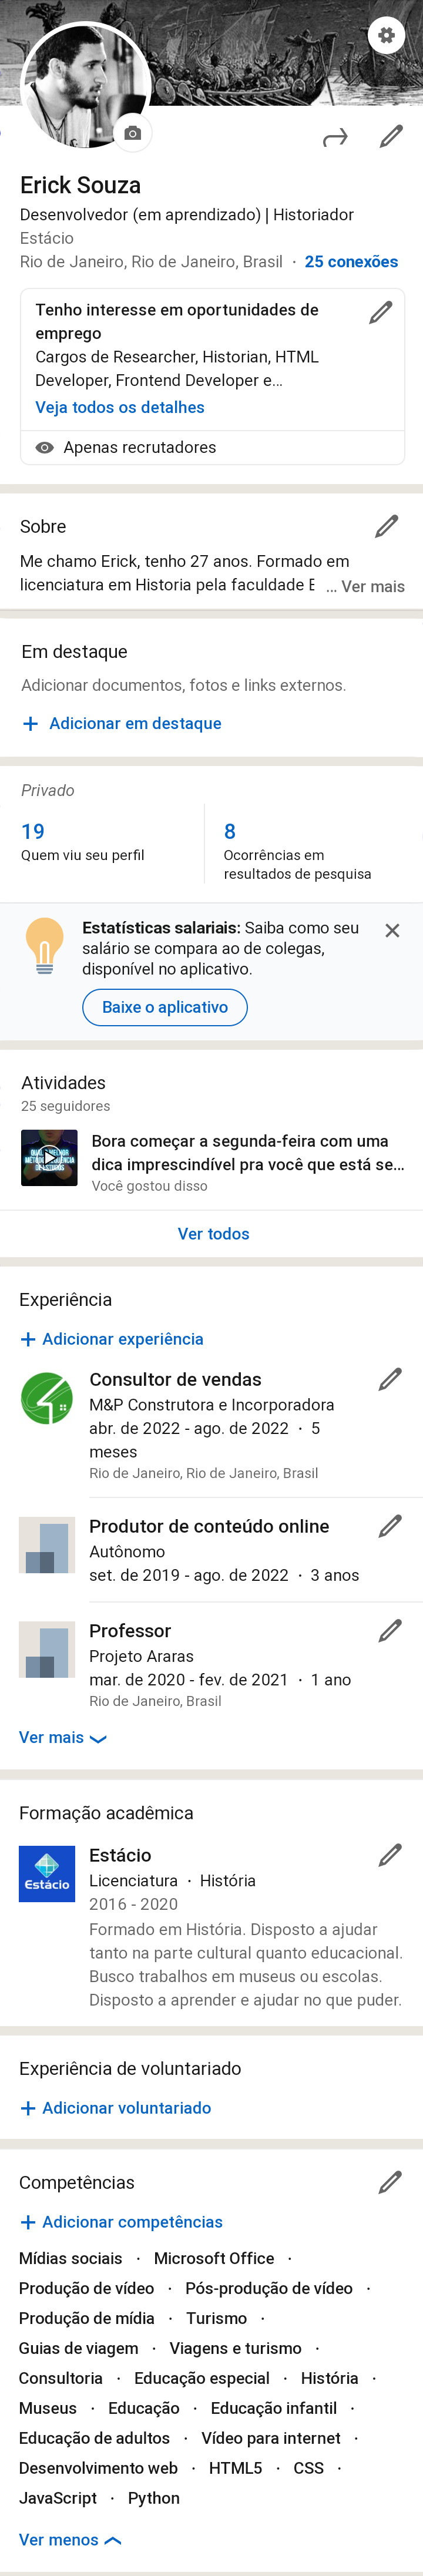 Erick Souza
Desenvolvedor (em aprendizado) | Historiador
Estácio
Rio de Janeiro, Rio de Janeiro, Brasil · 25 conexões
Tenho interesse em oportunidades de
emprego
Cargos de Researcher, Historian, HTML
Developer, Frontend Developer e...
Veja todos os detalhes
Apenas recrutadores
Sobre
Me chamo Erick, tenho 27 anos. Formado em
licenciatura em Historia pela faculdade E ... Ver mais
Em destaque
Adicionar documentos, fotos e links externos.
+ Adicionar em destaque
Privado
19
Quem viu seu perfil
8
Ocorrências em
resultados de pesquisa
Estatísticas salariais: Saiba como seu
salário se compara ao de colegas,
disponível no aplicativo.
Baixe o aplicativo
Atividades
25 seguidores
Bora começar a segunda-feira com uma
dica imprescindível pra você que está se...
Você gostou disso
Ver todos
Experiência
+ Adicionar experiência
Consultor de vendas
M&P Construtora e Incorporadora
abr. de 2022 - ago. de 2022 · 5
meses
Rio de Janeiro, Rio de Janeiro, Brasil
Produtor de conteúdo online
Autônomo
set. de 2019 - ago. de 2022 · 3 anos
Professor
Projeto Araras
mar. de 2020 - fev. de 2021 · 1 ano
Rio de Janeiro, Brasil
Ver mais
Formação acadêmica
Estácio
Estácio
Licenciatura · História
2016 - 2020
Formado em História. Disposto a ajudar
tanto na parte cultural quanto educacional.
Busco trabalhos em museus ou escolas.
Disposto a aprender e ajudar no que puder.
Experiência de voluntariado
+ Adicionar voluntariado
Competências
+ Adicionar competências
Mídias sociais · Microsoft Office ·
Produção de vídeo · Pós-produção de vídeo ·
Produção de mídia · Turismo ·
Guias de viagem · Viagens e turismo ·
Consultoria · Educação especial · História ·
Museus · Educação · Educação infantil ·
Educação de adultos · Vídeo para internet ·
Desenvolvimento web · HTML5 · CSS ·
JavaScript · Python
Ver menos